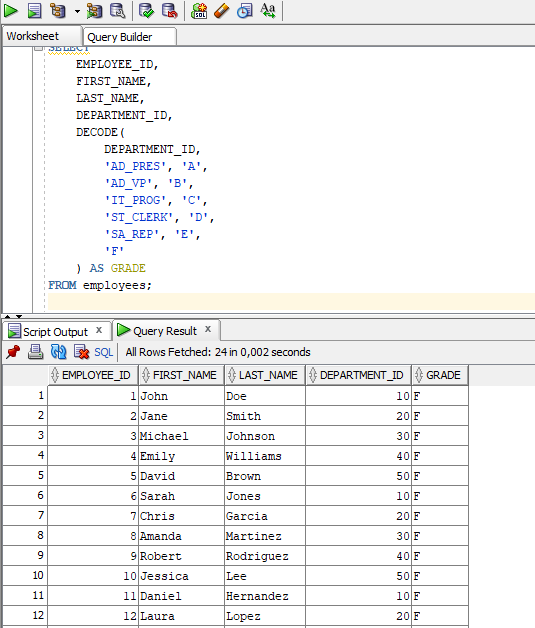 SQL
Aa
Worksheet Query Builder
SELECT
EMPLOYEE_ID,
FIRST_NAME,
LAST_NAME,
DEPARTMENT_ID,
DECODE(
DEPARTMENT_ID,
'AD_PRES', 'A',
'AD_VP', 'B',
'IT_PROG', 'C',
'ST_CLERK', 'D',
'SA_REP', 'E',
'F'
) AS GRADE
FROM employees;
Script Output x Query Result x
SQL All Rows Fetched: 24 in 0,002 seconds
EMPLOYEE_ID FIRST_NAME LAST_NAME DEPARTMENT_ID GRADE
1 1 John Doe 10 F
2 2 Jane Smith 20 F
3 3 Michael Johnson 30 F
4 4 Emily Williams 40 F
5 5 David Brown 50 F
6 6 Sarah Jones 10 F
7 7 Chris Garcia 20 F
8 8 Amanda Martinez 30 F
9 9 Robert Rodriguez 40 F
10 10 Jessica Lee 50 F
11 11 Daniel Hernandez 10 F
12 12 Laura Lopez 20 F